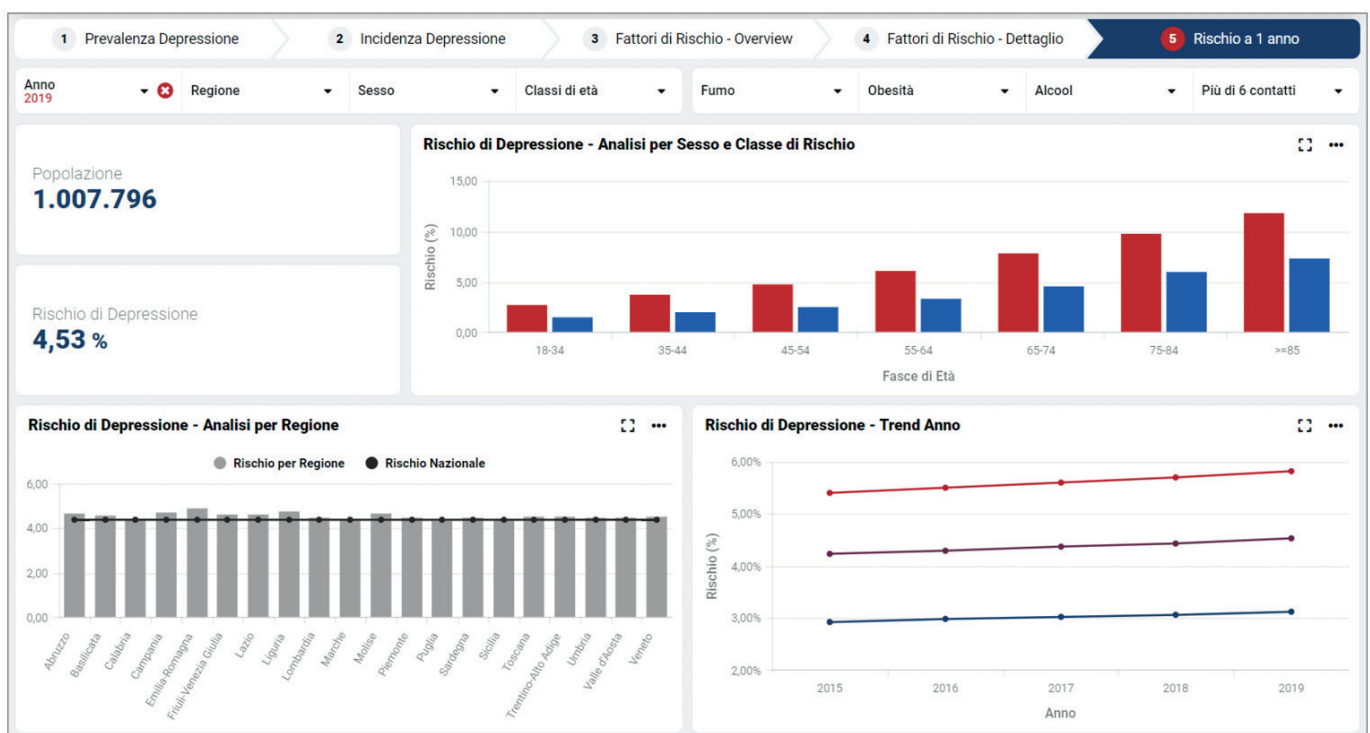 1 Prevalenza Depressione
2 Incidenza Depressione
3 Fattori di Rischio - Overview
4 Fattori di Rischio - Dettaglio
5 Rischio a 1 anno
Anno
2019
Regione
Sesso
Classi di età
Fumo
Obesità
Alcool
Più di 6 contatti
Popolazione
1.007.796
Rischio di Depressione
4,53 %
Rischio di Depressione - Analisi per Sesso e Classe di Rischio
15,00
10,00
5,00
0,00
Rischio (%)
18-34 35-44 45-54 55-64 65-74 75-84 >=85
Fasce di Età
Rischio di Depressione - Analisi per Regione
Rischio per Regione Rischio Nazionale
6,00
4,00
2,00
0,00
Abruzzo
Basilicata
Calabria
Campania
Emilia-Romagna
Friuli-Venezia Giulia
Lazio
Liguria
Lombardia
Marche
Molise
Piemonte
Puglia
Sardegna
Sicilia
Toscana
Trentino-Alto Adige
Umbria
Valle d'Aosta
Veneto
Rischio di Depressione - Trend Anno
6,00%
5,00%
4,00%
3,00%
2,00%
Rischio (%)
2015 2016 2017 2018 2019
Anno